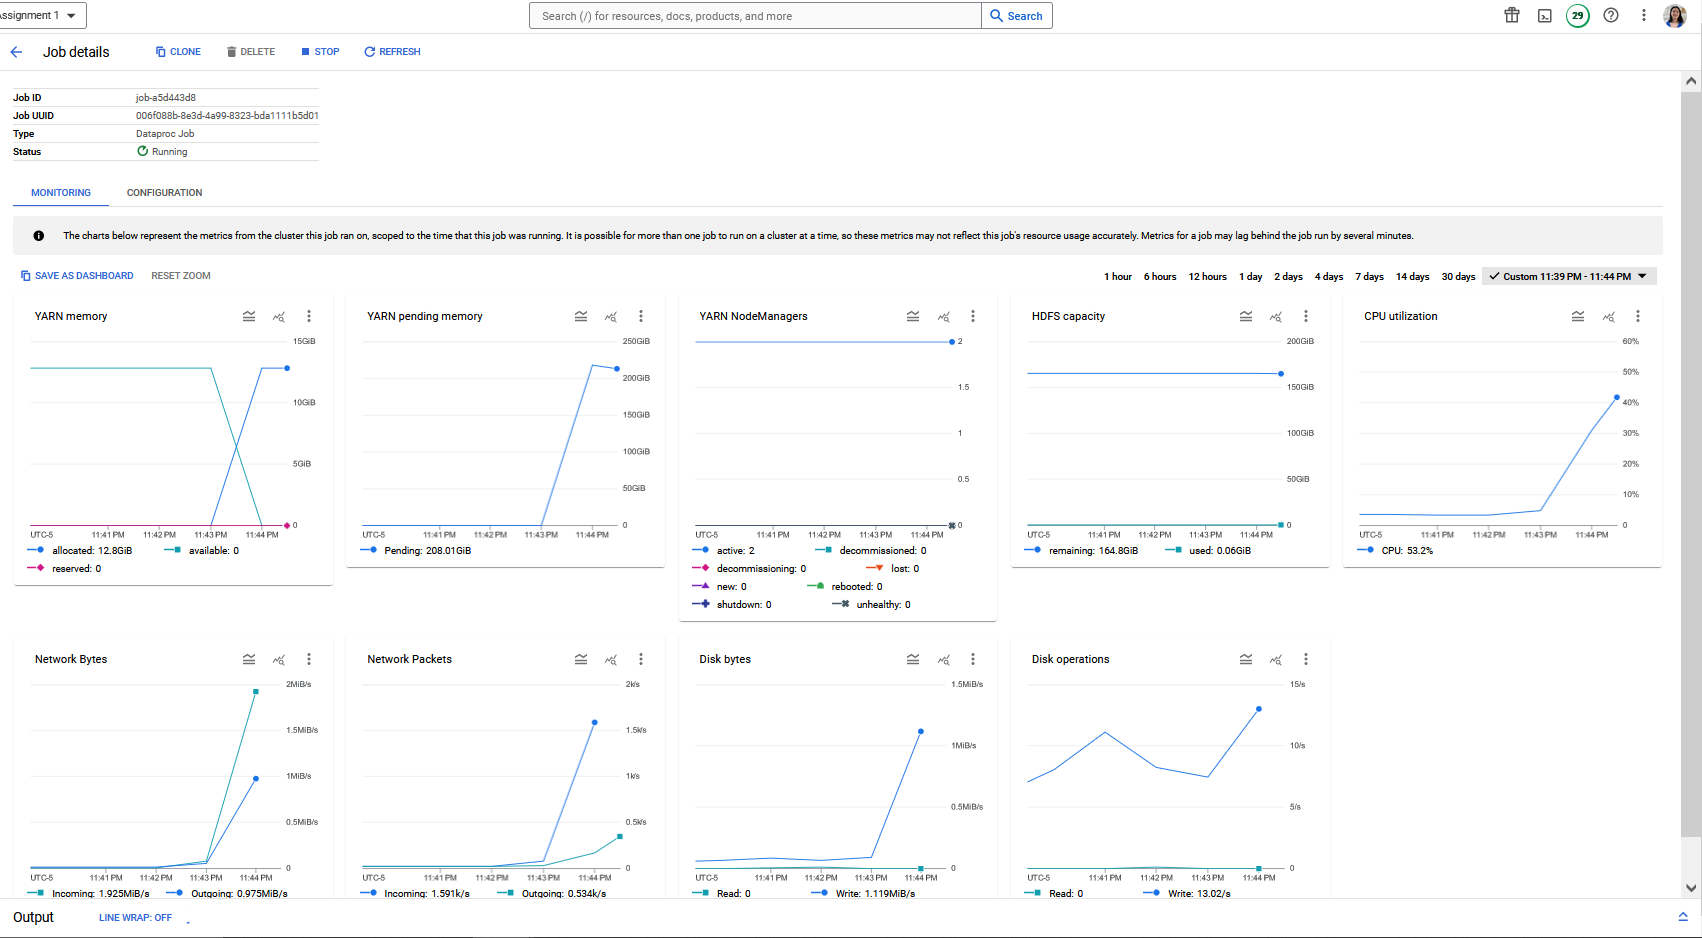 Assignment 1
Search (/) for resources, docs, products, and more
Search
29
Job details
CLONE
DELETE
STOP
REFRESH
Job ID job-a5d443d8
Job UUID 006f088b-8e3d-4a99-8323-bda1111b5d01
Type Dataproc Job
Status Running
MONITORING
CONFIGURATION
The charts below represent the metrics from the cluster this job ran on, scoped to the time that this job was running. It is possible for more than one job to run on a cluster at a time, so these metrics may not reflect this job's resource usage accurately. Metrics for a job may lag behind the job run by several minutes.
SAVE AS DASHBOARD
RESET ZOOM
1 hour 6 hours 12 hours 1 day 2 days 4 days 7 days 14 days 30 days Custom 11:39 PM - 11:44 PM
YARN memory
15GiB
10GiB
5GiB
0
UTC-5 11:41 PM 11:42 PM 11:43 PM 11:44 PM
allocated: 12.8GiB available: 0
reserved: 0
YARN pending memory
250GiB
200GiB
150GiB
100GiB
50GiB
0
UTC-5 11:41 PM 11:42 PM 11:43 PM 11:44 PM
Pending: 208.01GiB
YARN NodeManagers
2
1.5
1
0.5
0
UTC-5 11:41 PM 11:42 PM 11:43 PM 11:44 PM
active: 2 decommissioned: 0
decommissioning: 0 lost: 0
new: 0 rebooted: 0
shutdown: 0 unhealthy: 0
HDFS capacity
200GiB
150GiB
100GiB
50GiB
0
UTC-5 11:41 PM 11:42 PM 11:43 PM 11:44 PM
remaining: 164.8GiB used: 0.06GiB
CPU utilization
60%
50%
40%
30%
20%
10%
0
UTC-5 11:41 PM 11:42 PM 11:43 PM 11:44 PM
CPU: 53.2%
Network Bytes
2MiB/s
1.5MiB/s
1MiB/s
0.5MiB/s
0
UTC-5 11:41 PM 11:42 PM 11:43 PM 11:44 PM
Incoming: 1.925MiB/s Outgoing: 0.975MiB/s
Network Packets
2k/s
1.5k/s
1k/s
0.5k/s
0
UTC-5 11:41 PM 11:42 PM 11:43 PM 11:44 PM
Incoming: 1.591k/s Outgoing: 0.534k/s
Disk bytes
1.5MiB/s
1MiB/s
0.5MiB/s
0
UTC-5 11:41 PM 11:42 PM 11:43 PM 11:44 PM
Read: 0 Write: 1.119MiB/s
Disk operations
15/s
10/s
5/s
0
UTC-5 11:41 PM 11:42 PM 11:43 PM 11:44 PM
Read: 0 Write: 13.02/s
Output
LINE WRAP: OFF